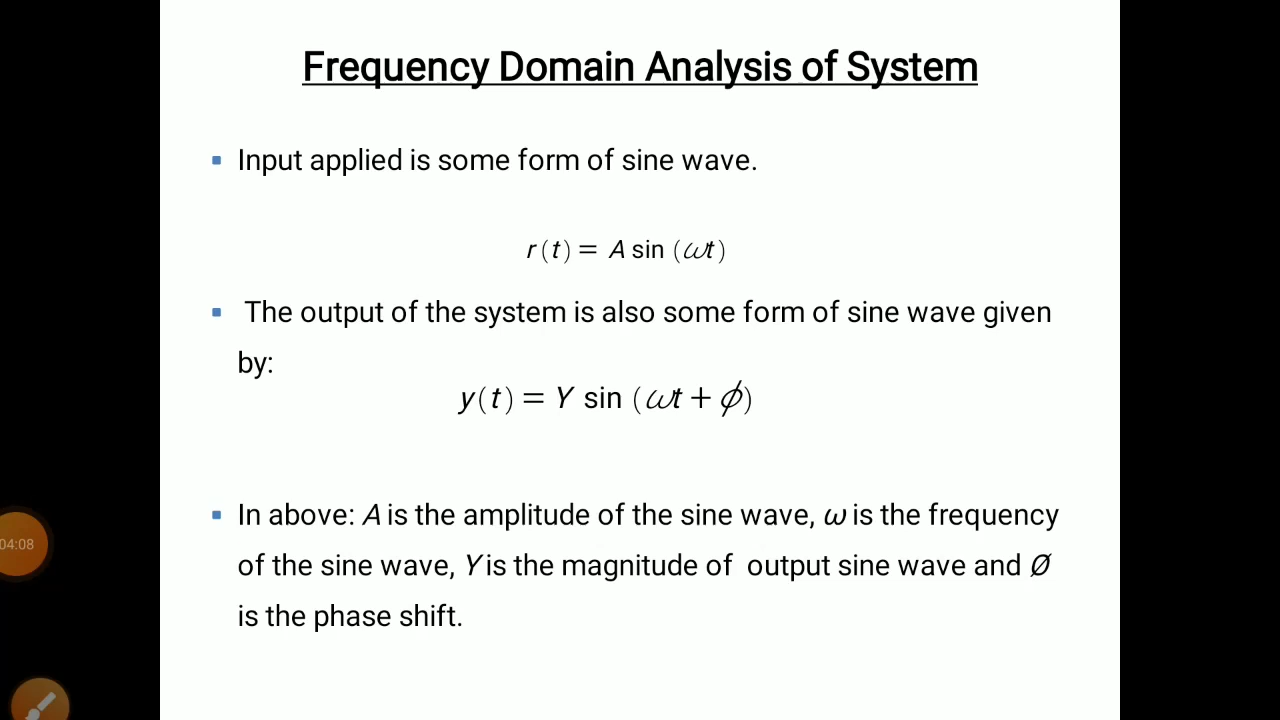 Frequency Domain Analysis of System
Input applied is some form of sine wave.
r(t) = A sin (ωt)
The output of the system is also some form of sine wave given
by:
y(t) = Y sin (ωt + ϕ)
In above: A is the amplitude of the sine wave, ω is the frequency
of the sine wave, Y is the magnitude of output sine wave and Ø
is the phase shift.
04:08